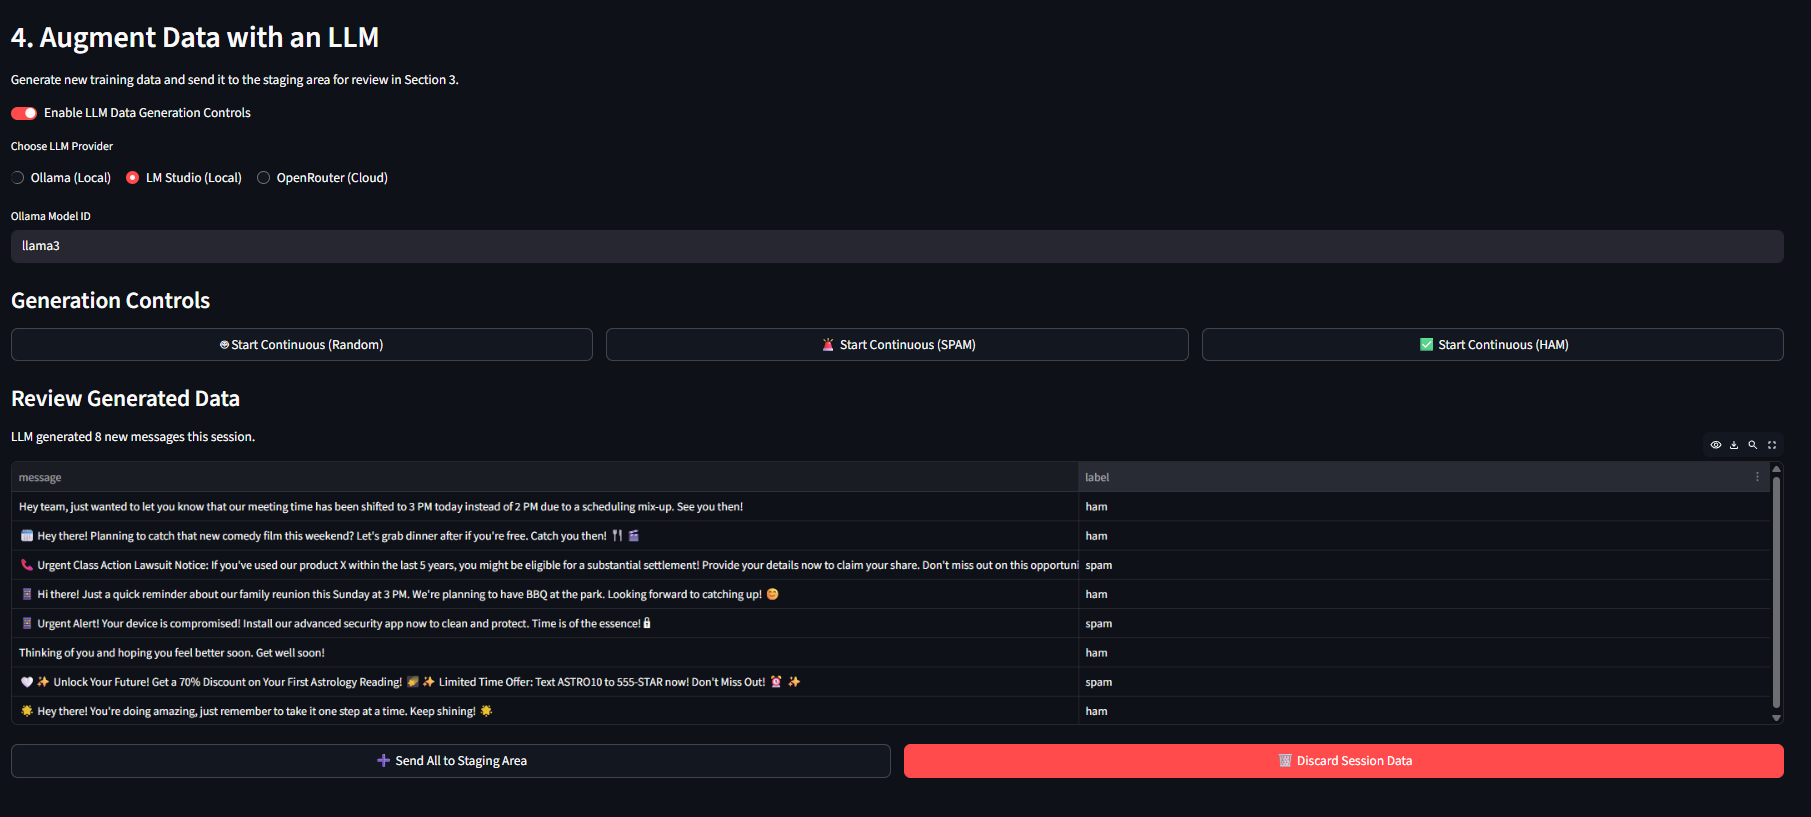 4. Augment Data with an LLM
Generate new training data and send it to the staging area for review in Section 3.
Enable LLM Data Generation Controls
Choose LLM Provider
Ollama (Local) LM Studio (Local) OpenRouter (Cloud)
Ollama Model ID
llama3
Generation Controls
Start Continuous (Random) 🚨 Start Continuous (SPAM) ✅ Start Continuous (HAM)
Review Generated Data
LLM generated 8 new messages this session.
message label
Hey team, just wanted to let you know that our meeting time has been shifted to 3 PM today instead of 2 PM due to a scheduling mix-up. See you then! ham
Hey there! Planning to catch that new comedy film this weekend? Let's grab dinner after if you're free. Catch you then! 🍴 🎬 ham
📞 Urgent Class Action Lawsuit Notice: If you've used our product X within the last 5 years, you might be eligible for a substantial settlement! Provide your details now to claim your share. Don't miss out on this opportuni spam
Hi there! Just a quick reminder about our family reunion this Sunday at 3 PM. We're planning to have BBQ at the park. Looking forward to catching up! 😊 ham
Urgent Alert! Your device is compromised! Install our advanced security app now to clean and protect. Time is of the essence! 🔒 spam
Thinking of you and hoping you feel better soon. Get well soon! ham
🤍 ✨ Unlock Your Future! Get a 70% Discount on Your First Astrology Reading! ✨ Limited Time Offer: Text ASTRO10 to 555-STAR now! Don't Miss Out! ⏰ ✨ spam
🌟 Hey there! You're doing amazing, just remember to take it one step at a time. Keep shining! 🌟 ham
➕ Send All to Staging Area 🗑️ Discard Session Data